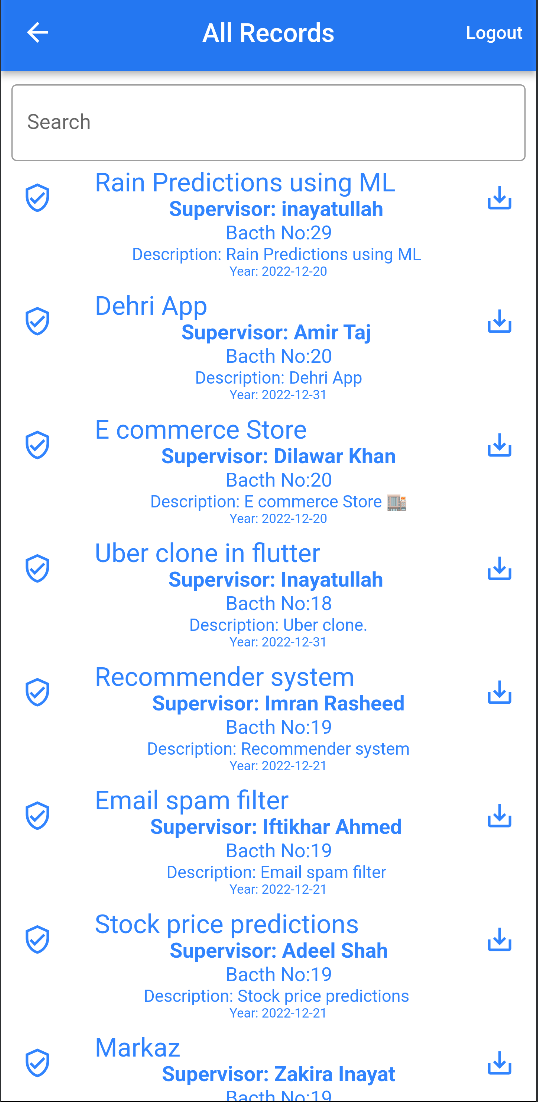 All Records
Logout
Search
Rain Predictions using ML
Supervisor: inayatullah
Bacth No:29
Description: Rain Predictions using ML
Year: 2022-12-20
Dehri App
Supervisor: Amir Taj
Bacth No:20
Description: Dehri App
Year: 2022-12-31
E commerce Store
Supervisor: Dilawar Khan
Bacth No:20
Description: E commerce Store 🏬
Year: 2022-12-20
Uber clone in flutter
Supervisor: Inayatullah
Bacth No:18
Description: Uber clone.
Year: 2022-12-31
Recommender system
Supervisor: Imran Rasheed
Bacth No:19
Description: Recommender system
Year: 2022-12-21
Email spam filter
Supervisor: Iftikhar Ahmed
Bacth No:19
Description: Email spam filter
Year: 2022-12-21
Stock price predictions
Supervisor: Adeel Shah
Bacth No:19
Description: Stock price predictions
Year: 2022-12-21
Markaz
Supervisor: Zakira Inayat
Bacth No:19